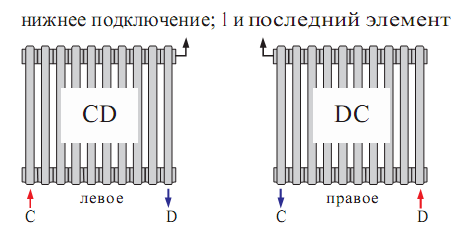 нижнее подключение; 1 и последний элемент
CD DC
левое правое
C D C D